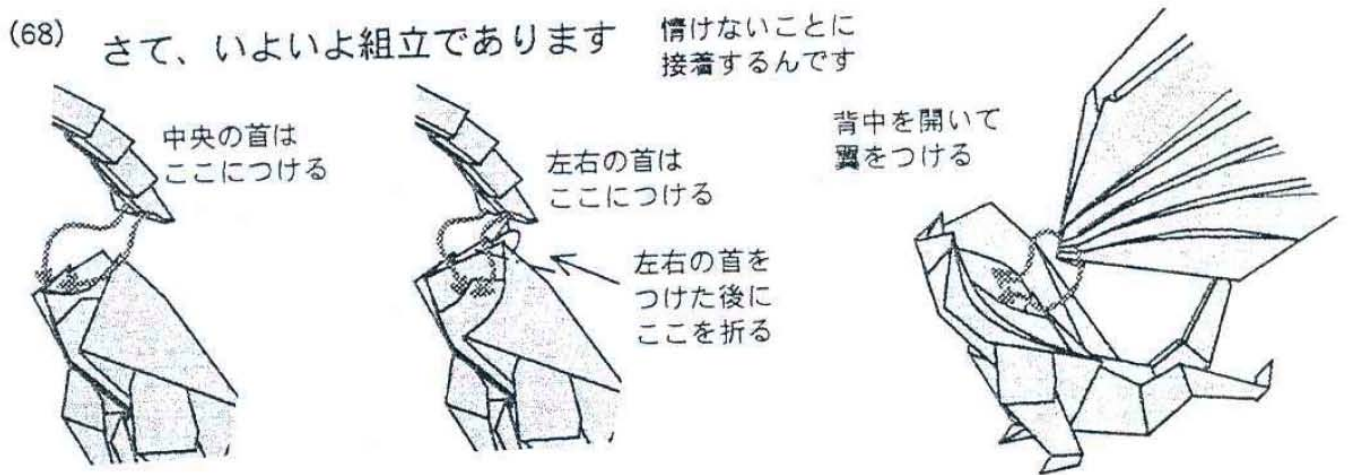 (68) さて、いよいよ組立であります
情けないことに
接着するんです
中央の首は
ここにつける
左右の首は
ここにつける
左右の首を
つけた後に
ここを折る
背中を開いて
翼をつける